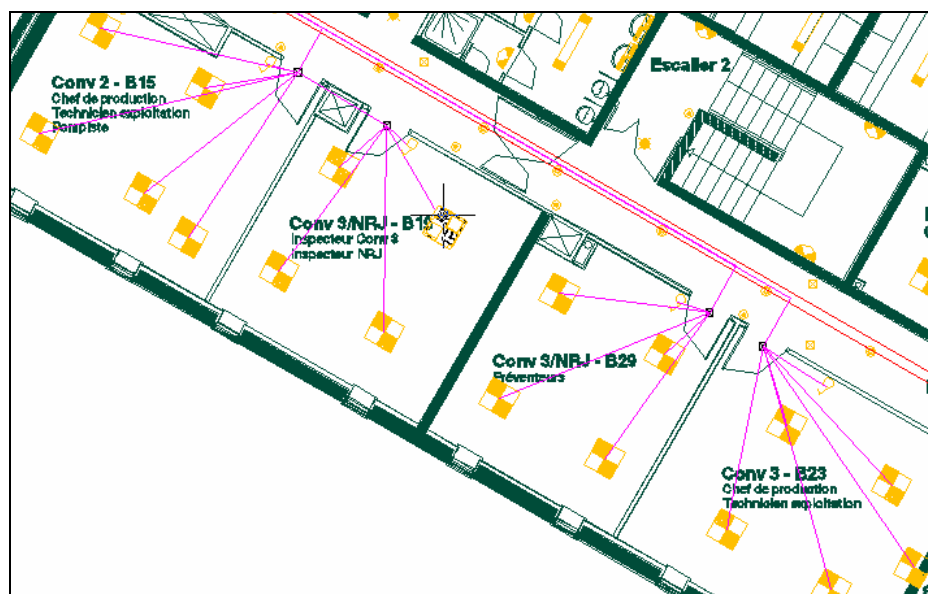 Conv 2 - B15
Chef de production
Technicien exploitation
Pompiste
Escalier 2
Conv 3/NRJ - B19
Inspecteur Conv 3
Inspecteur NRJ
Conv 3/NRJ - B29
Préventeurs
Conv 3 - B23
Chef de production
Technicien exploitation